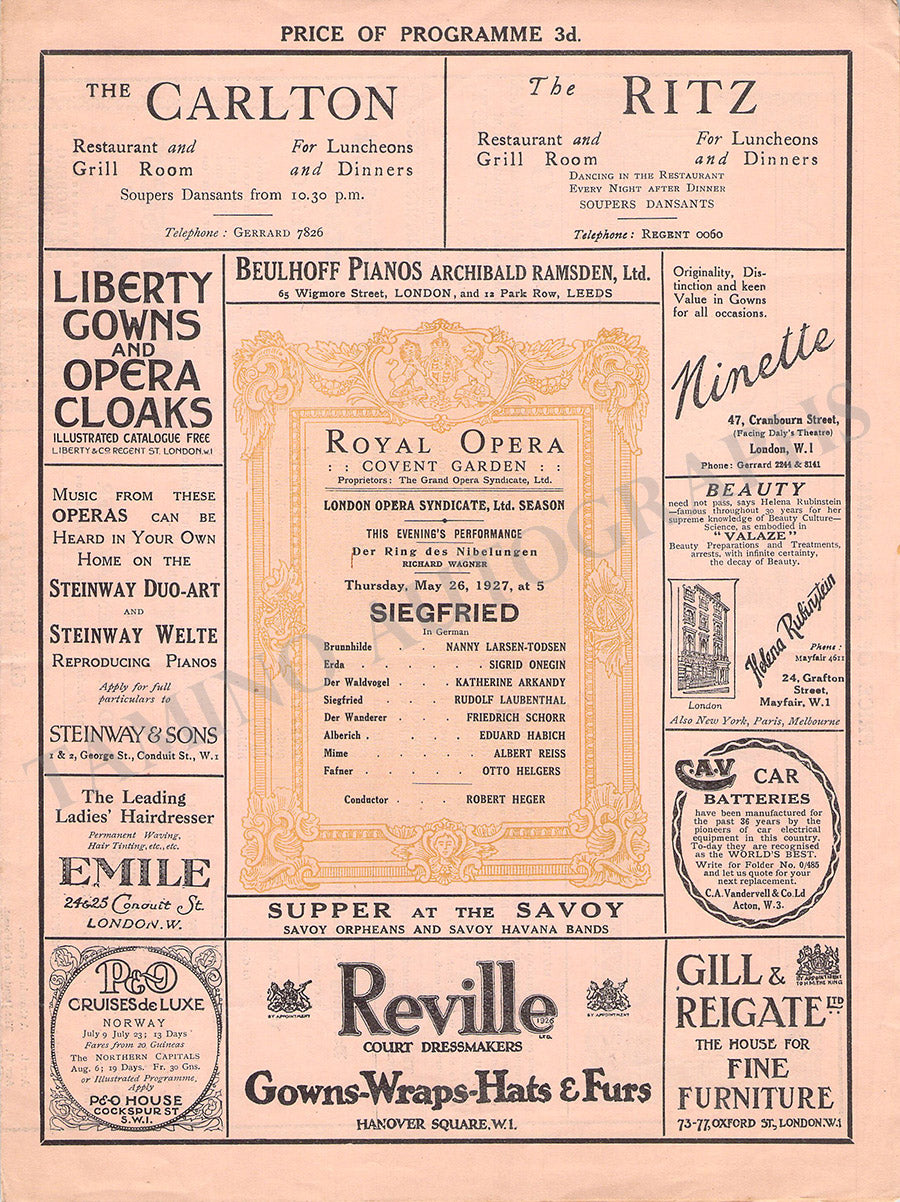 PRICE OF PROGRAMME 3d.
THE CARLTON
Restaurant and For Luncheons
Grill Room and Dinners
Soupers Dansants from 10.30 p.m.
Telephone: GERRARD 7826
The RITZ
Restaurant and For Luncheons
Grill Room and Dinners
DANCING IN THE RESTAURANT
EVERY NIGHT AFTER DINNER
SOUPERS DANSANTS
Telephone: REGENT 0060
LIBERTY
GOWNS
AND
OPERA
CLOAKS
ILLUSTRATED CATALOGUE FREE
LIBERTY & CO REGENT ST. LONDON.W.1
MUSIC FROM THESE
OPERAS CAN BE
HEARD IN YOUR OWN
HOME ON THE
STEINWAY DUO-ART
AND
STEINWAY WELTE
REPRODUCING PIANOS
Apply for full
particulars to
STEINWAY & SONS
1 & 2, George St., Conduit St., W.1
The Leading
Ladies' Hairdresser
Permanent Waving,
Hair Tinting, etc., etc.
EMILE
24&25 Conduit St.
LONDON.W.
BEULHOFF PIANOS ARCHIBALD RAMSDEN, Ltd.
65 Wigmore Street, LONDON, and 12 Park Row, LEEDS
ROYAL OPERA
: : COVENT GARDEN : :
Proprietors: The Grand Opera Syndicate, Ltd.
LONDON OPERA SYNDICATE, Ltd. SEASON
THIS EVENING'S PERFORMANCE
Der Ring des Nibelungen
RICHARD WAGNER
Thursday, May 26, 1927, at 5
SIEGFRIED
In German
Brunnhilde . . . NANNY LARSEN-TODSEN
Erda . . . . . . SIGRID ONEGIN
Der Waldvogel . . . . KATHERINE ARKANDY
Siegfried . . . . RUDOLF LAUBENTHAL
Der Wanderer . . . FRIEDRICH SCHORR
Alberich . . . . . EDUARD HABICH
Mime . . . . . ALBERT REISS
Fafner . . . . . OTTO HELGERS
Conductor . . . ROBERT HEGER
SUPPER AT THE SAVOY
SAVOY ORPHEANS AND SAVOY HAVANA BANDS
Originality, Dis-
tinction and keen
Value in Gowns
for all occasions.
Ninette
47, Cranbourn Street,
(Facing Daly's Theatre)
London, W.1
Phone: Gerrard 2244 & 8141
BEAUTY
need not pass, says Helena Rubinstein
—famous throughout 30 years for her
supreme knowledge of Beauty Culture—
Science, as embodied in
"VALAZE"
Beauty Preparations and Treatments,
arrests, with infinite certainty,
the decay of Beauty.
Helena Rubinstein
Phone:
Mayfair 4611
24, Grafton
Street,
Mayfair, W.1
London
Also New York, Paris, Melbourne
C.A.V CAR
BATTERIES
have been manufactured for
the past 36 years by the
pioneers of car electrical
equipment in this country.
To-day they are recognised
as the WORLD'S BEST.
Write for Folder No. 0/485
and let us quote for your
next replacement.
C.A. Vandervell & Co. Ld
Acton, W.3.
P&O
CRUISES de LUXE
NORWAY
July 9 July 23; 13 Days
Fares from 20 Guineas
THE NORTHERN CAPITALS
Aug. 6; 19 Days. Fr. 30 Gns.
or Illustrated Programme,
Apply
P&O HOUSE
COCKSPUR ST
S.W.1.
BY APPOINTMENT
BY APPOINTMENT
Reville
1926
LTD.
COURT DRESSMAKERS
Gowns-Wraps-Hats & Furs
HANOVER SQUARE, W.1.
GILL &
BY APPOINTMENT
TO H.M. THE KING
REIGATE LTD
THE HOUSE FOR
FINE
FURNITURE
73-77, OXFORD ST., LONDON.W.1
TAMINO AUTOGRAPHS